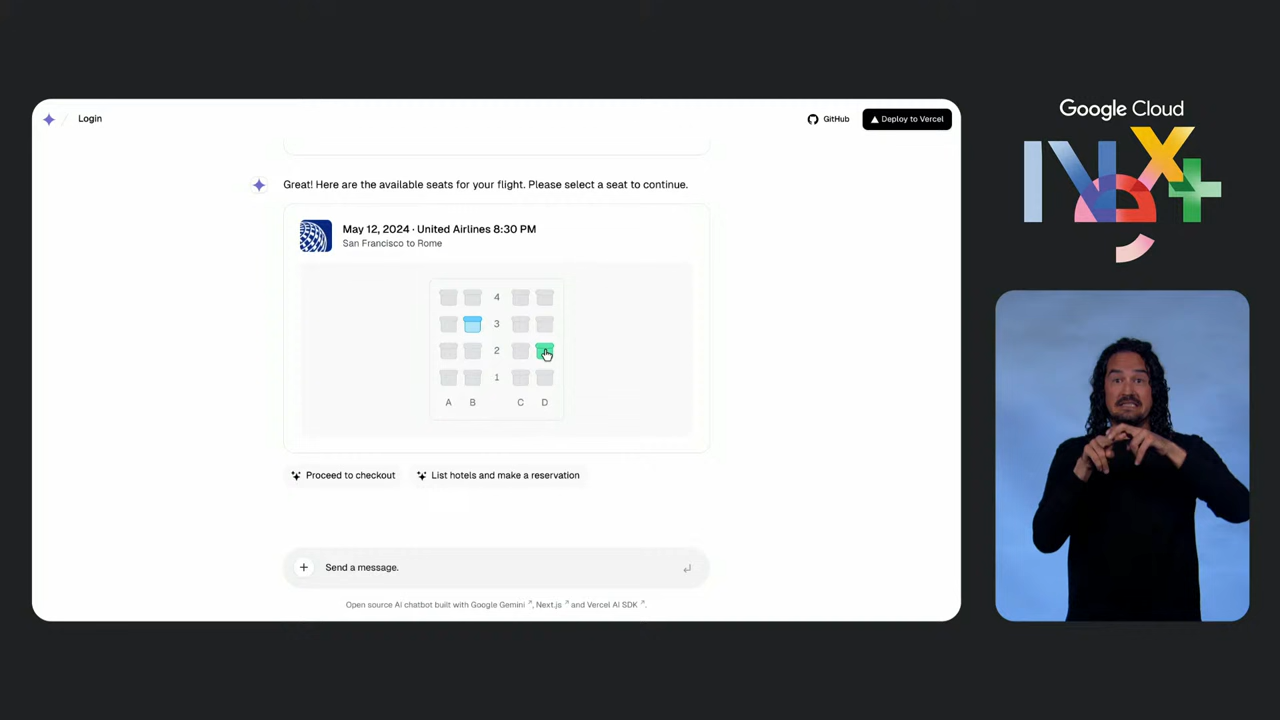 Login
GitHub
Deploy to Vercel
Google Cloud
Next
Great! Here are the available seats for your flight. Please select a seat to continue.
May 12, 2024 · United Airlines 8:30 PM
San Francisco to Rome
4
3
2
1
A B C D
Proceed to checkout
List hotels and make a reservation
Send a message.
Open source AI chatbot built with Google Gemini ↗, Next.js ↗ and Vercel AI SDK ↗.